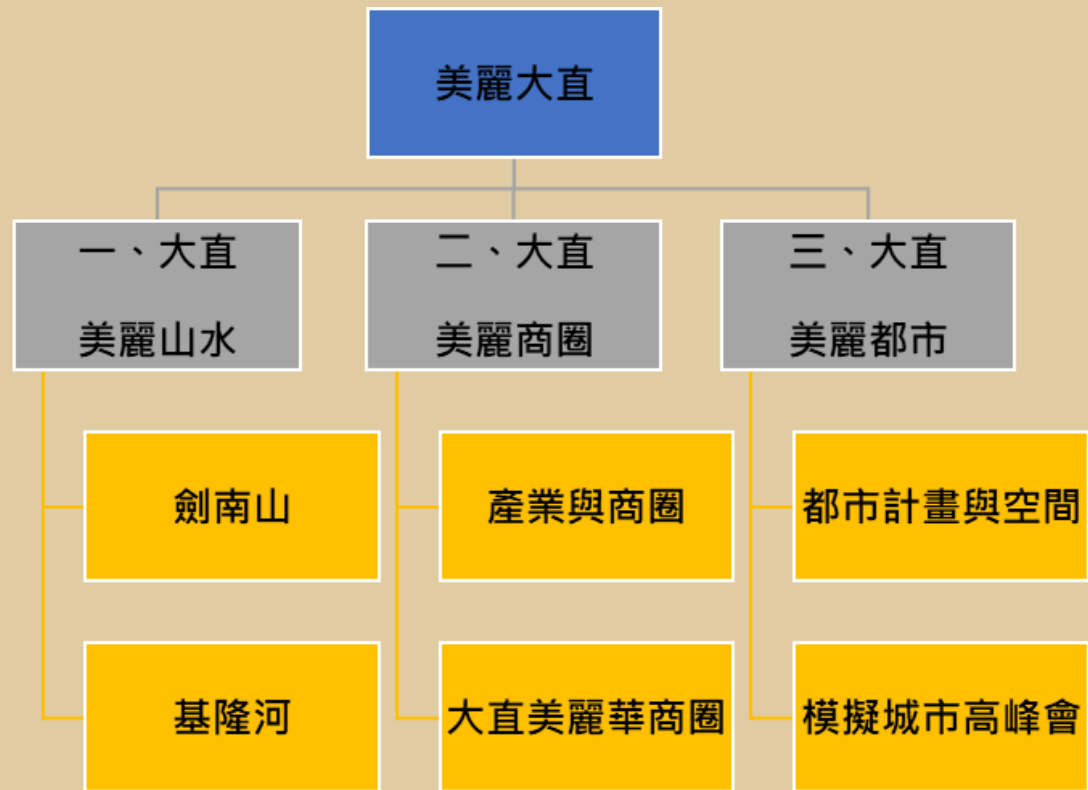 美麗大直
一、大直
美麗山水
二、大直
美麗商圈
三、大直
美麗都市
劍南山
產業與商圈
都市計畫與空間
基隆河
大直美麗華商圈
模擬城市高峰會